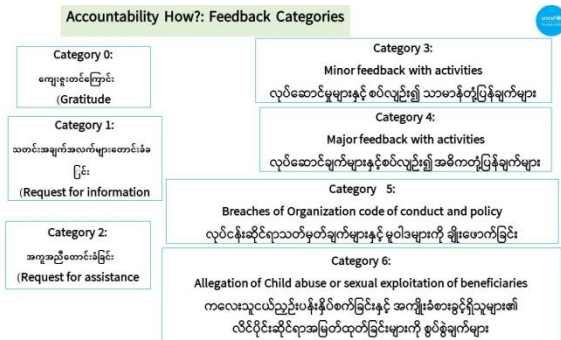 Accountability How?: Feedback Categories
unicef
Category 0:
ကျေးဇူးတင်ကြောင်း
(Gratitude
Category 1:
သတင်းအချက်အလက်များတောင်းခံခ
ြင်း
(Request for information
Category 2:
အကူအညီတောင်းခံခြင်း
(Request for assistance
Category 3:
Minor feedback with activities
လုပ်ဆောင်မှုများနှင့် စပ်လျဉ်း၍ သာမာန်တုံ့ပြန်ချက်များ
Category 4:
Major feedback with activities
လုပ်ဆောင်ချက်များနှင့်စပ်လျဉ်း၍ အဓိကတုံ့ပြန်ချက်များ
Category 5:
Breaches of Organization code of conduct and policy
လုပ်ငန်းဆိုင်ရာသတ်မှတ်ချက်များနှင့် မူဝါဒများကို ချိုးဖောက်ခြင်း
Category 6:
Allegation of Child abuse or sexual exploitation of beneficiaries
ကလေးသူငယ်ညှဉ်းပန်းနှိပ်စက်ခြင်းနှင့် အကျိုးခံစားခွင့်ရှိသူများ၏
လိင်ပိုင်းဆိုင်ရာအမြတ်ထုတ်ခြင်းများကို စွပ်စွဲချက်များ